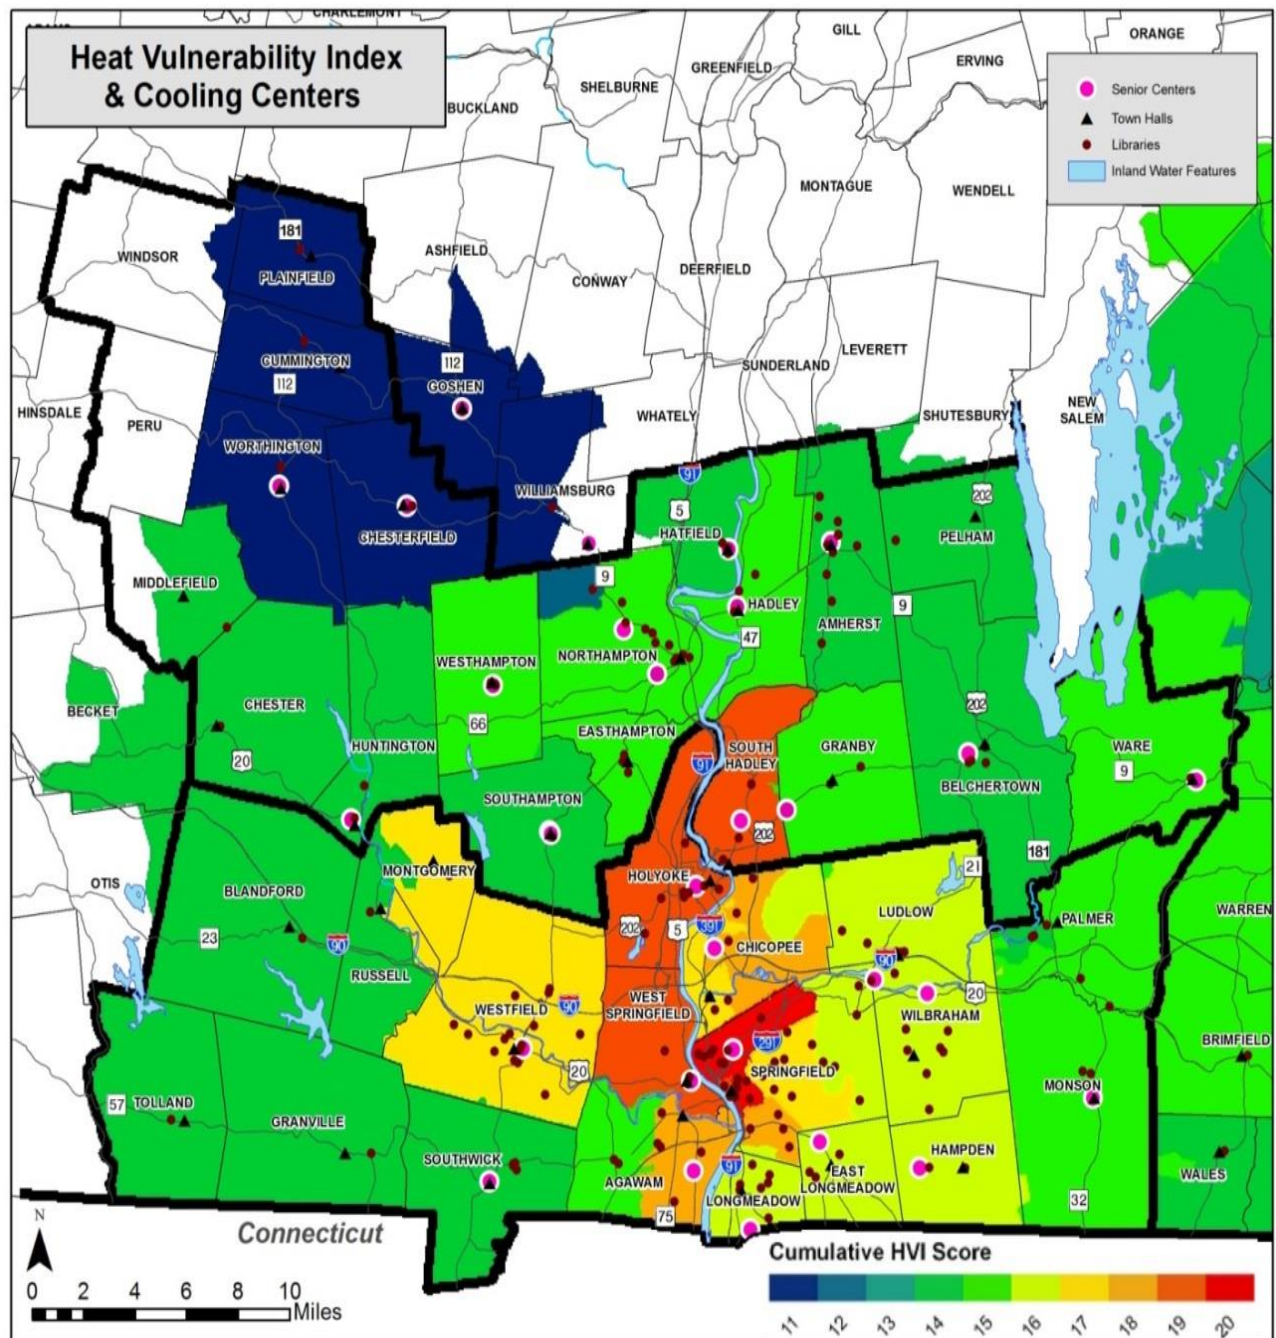 CHARLEMONT
Heat Vulnerability Index
& Cooling Centers
GILL
ORANGE
GREENFIELD
ERVING
SHELBURNE
BUCKLAND
Senior Centers
Town Halls
Libraries
Inland Water Features
MONTAGUE
WENDELL
181
WINDSOR
ASHFIELD
PLAINFIELD
CONWAY
DEERFIELD
CUMMINGTON
112
112
GOSHEN
SUNDERLAND
LEVERETT
HINSDALE
PERU
WHATELY
SHUTESBURY
NEW
SALEM
WORTHINGTON
91
WILLIAMSBURG
202
5
CHESTERFIELD
HATFIELD
PELHAM
MIDDLEFIELD
9
HADLEY
9
AMHERST
47
WESTHAMPTON
NORTHAMPTON
BECKET
CHESTER
66
202
20
HUNTINGTON
EASTHAMPTON
91
SOUTH
HADLEY
GRANBY
WARE
9
BELCHERTOWN
SOUTHAMPTON
202
181
OTIS
BLANDFORD
MONTGOMERY
HOLYOKE
21
LUDLOW
WARREN
PALMER
23
90
202
5
391
CHICOPEE
90
RUSSELL
20
WESTFIELD
90
WEST
SPRINGFIELD
WILBRAHAM
291
BRIMFIELD
20
SPRINGFIELD
MONSON
57
TOLLAND
GRANVILLE
SOUTHWICK
HAMPDEN
91
EAST
LONGMEADOW
WALES
AGAWAM
LONGMEADOW
75
32
N
Connecticut
Cumulative HVI Score
0 2 4 6 8 10
Miles
11 12 13 14 15 16 17 18 19 20